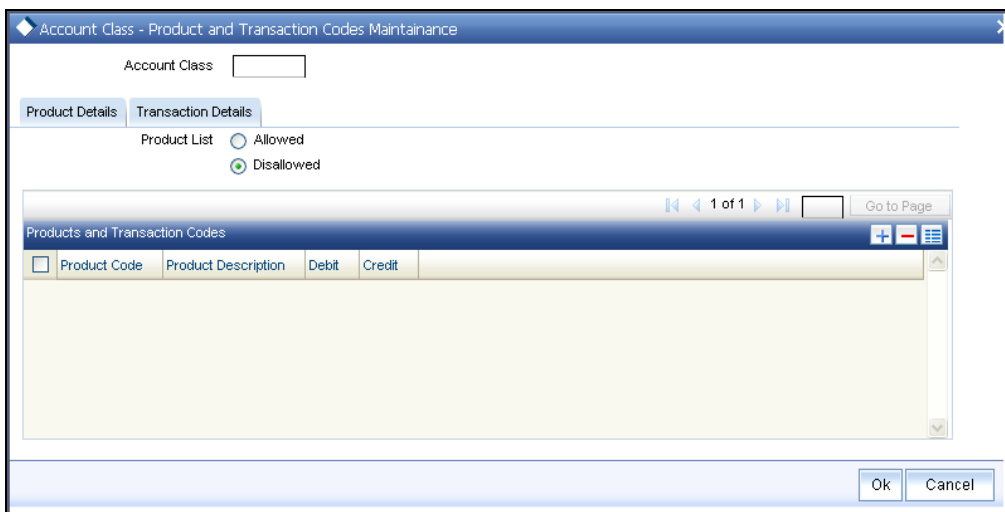 Account Class - Product and Transaction Codes Maintainance
Account Class
Product Details Transaction Details
Product List Allowed
Disallowed
1 of 1 Go to Page
Products and Transaction Codes
Product Code Product Description Debit Credit
Ok Cancel